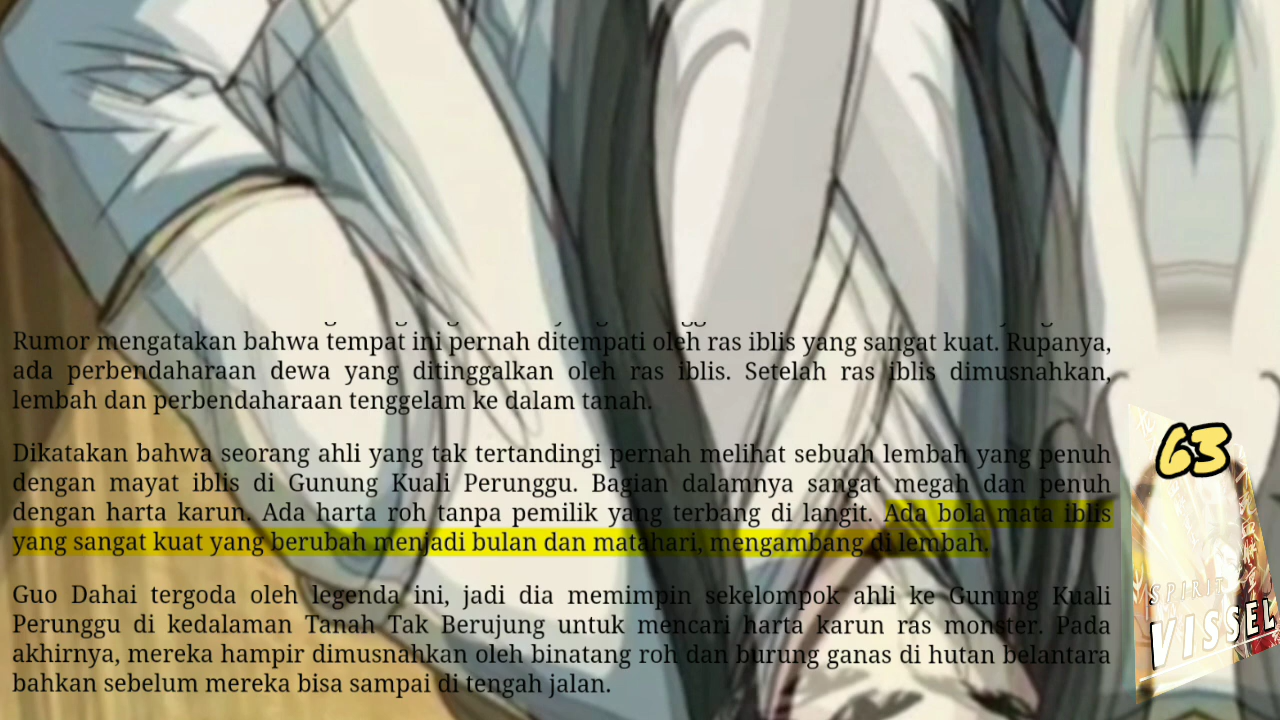 Rumor mengatakan bahwa tempat ini pernah ditempati oleh ras iblis yang sangat kuat. Rupanya,
ada perbendaharaan dewa yang ditinggalkan oleh ras iblis. Setelah ras iblis dimusnahkan,
lembah dan perbendaharaan tenggelam ke dalam tanah.
Dikatakan bahwa seorang ahli yang tak tertandingi pernah melihat sebuah lembah yang penuh
dengan mayat iblis di Gunung Kuali Perunggu. Bagian dalamnya sangat megah dan penuh
dengan harta karun. Ada harta roh tanpa pemilik yang terbang di langit. Ada bola mata iblis
yang sangat kuat yang berubah menjadi bulan dan matahari, mengambang di lembah.
Guo Dahai tergoda oleh legenda ini, jadi dia memimpin sekelompok ahli ke Gunung Kuali
Perunggu di kedalaman Tanah Tak Berujung untuk mencari harta karun ras monster. Pada
akhirnya, mereka hampir dimusnahkan oleh binatang roh dan burung ganas di hutan belantara
bahkan sebelum mereka bisa sampai di tengah jalan.
63
SPIRIT
VISSEL